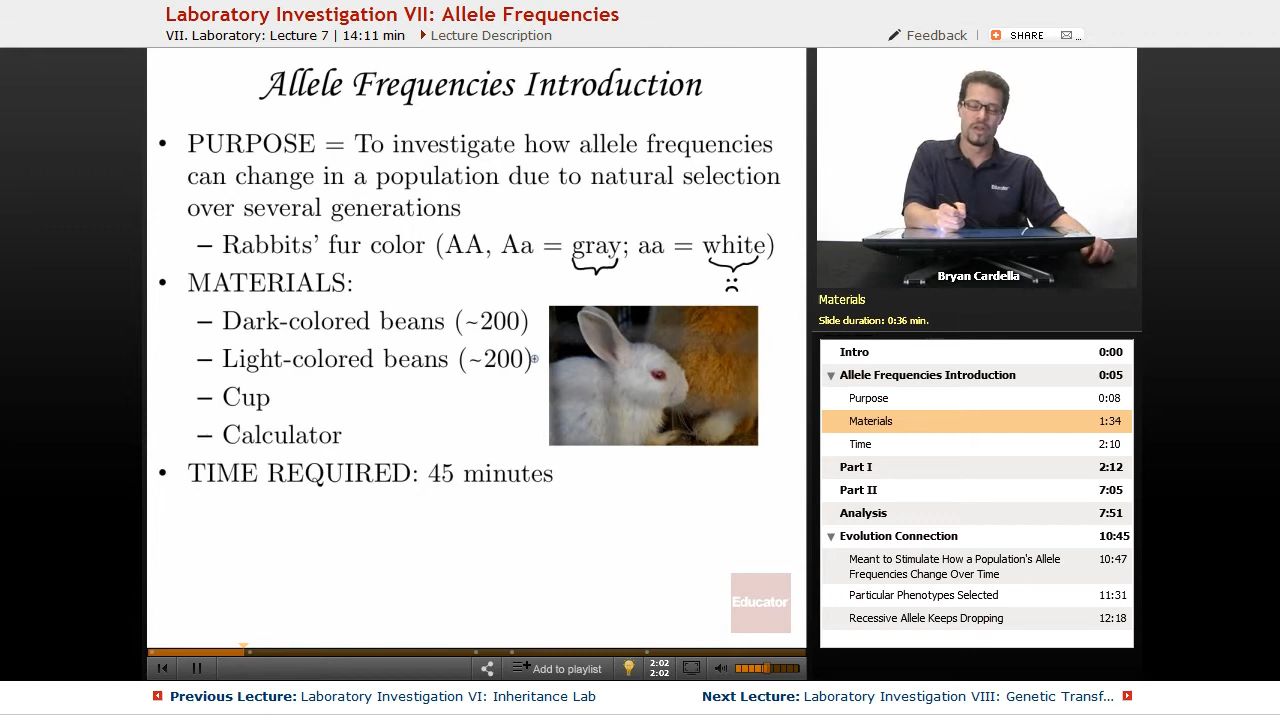 Laboratory Investigation VII: Allele Frequencies
VII. Laboratory: Lecture 7 | 14:11 min Lecture Description
Feedback | SHARE ...
Allele Frequencies Introduction
• PURPOSE = To investigate how allele frequencies
can change in a population due to natural selection
over several generations
– Rabbits' fur color (AA, Aa = gray; aa = white)
• MATERIALS:
– Dark-colored beans (~200)
– Light-colored beans (~200)
– Cup
– Calculator
• TIME REQUIRED: 45 minutes
Educator
Educator
Bryan Cardella
Materials
Slide duration: 0:36 min.
Intro 0:00
Allele Frequencies Introduction 0:05
Purpose 0:08
Materials 1:34
Time 2:10
Part I 2:12
Part II 7:05
Analysis 7:51
Evolution Connection 10:45
Meant to Stimulate How a Population's Allele 10:47
Frequencies Change Over Time
Particular Phenotypes Selected 11:31
Recessive Allele Keeps Dropping 12:18
Add to playlist
2:02
2:02
Previous Lecture: Laboratory Investigation VI: Inheritance Lab
Next Lecture: Laboratory Investigation VIII: Genetic Transf...